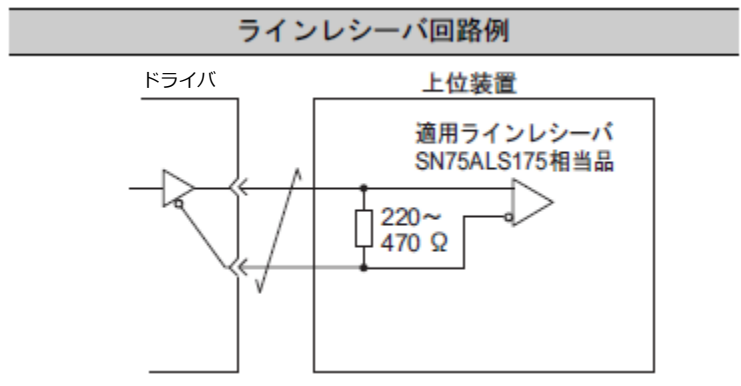 ラインレシーバ回路例
ドライバ
上位装置
適用ラインレシーバ
SN75ALS175相当品
220～
470 Ω